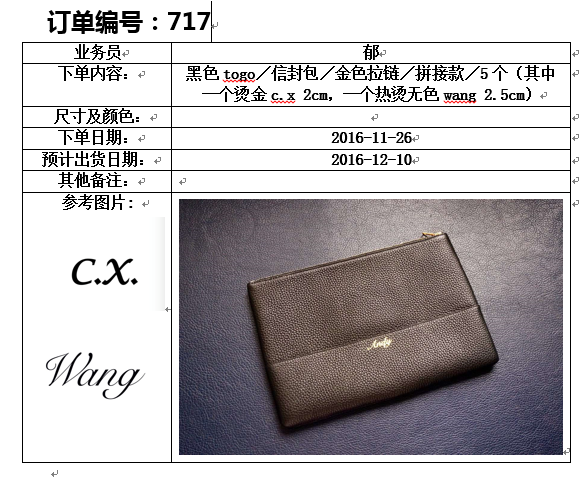 订单编号：717
业务员
郁
下单内容：
黑色 togo／信封包／金色拉链／拼接款／5 个（其中
一个烫金 c.x 2cm，一个热烫无色 wang 2.5cm）
尺寸及颜色：
下单日期：
2016-11-26
预计出货日期：
2016-12-10
其他备注：
参考图片：
C.X.
Wang
Andy